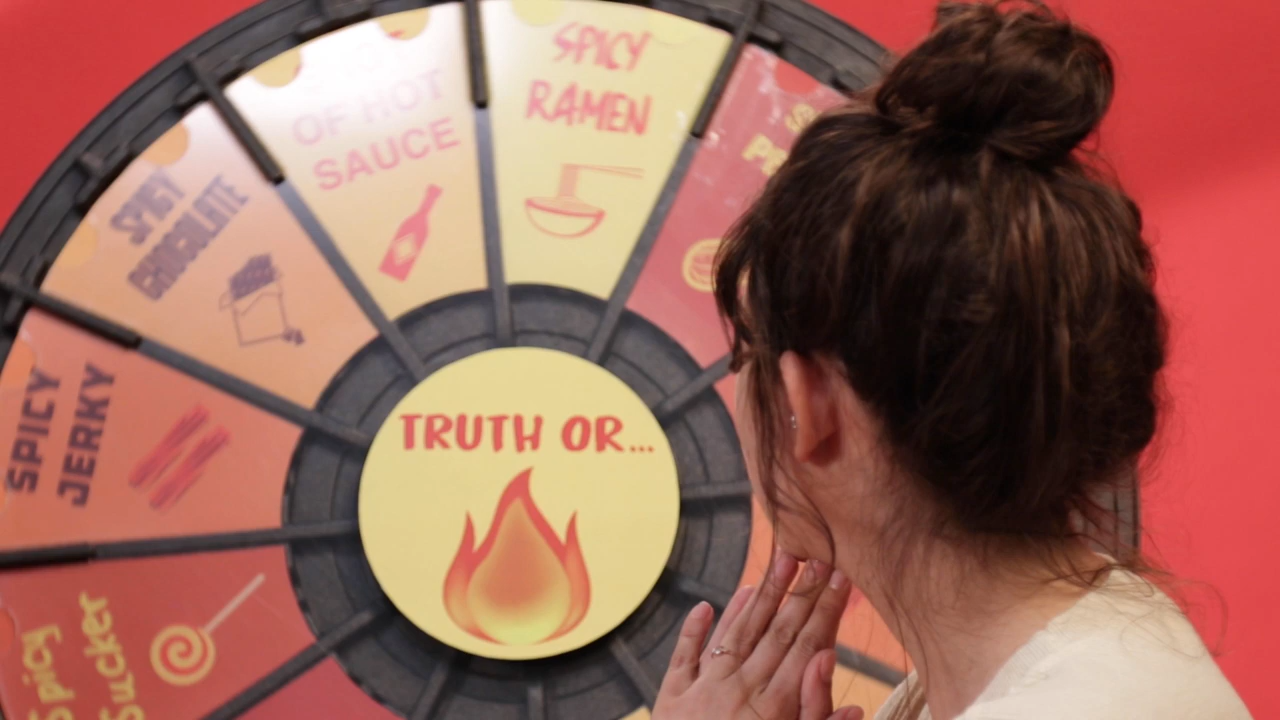 SPICY
RAMEN
OF HOT
SAUCE
SPICY
CHOCOLATE
SPICY
JERKY
Spicy
Sucker
TRUTH OR...